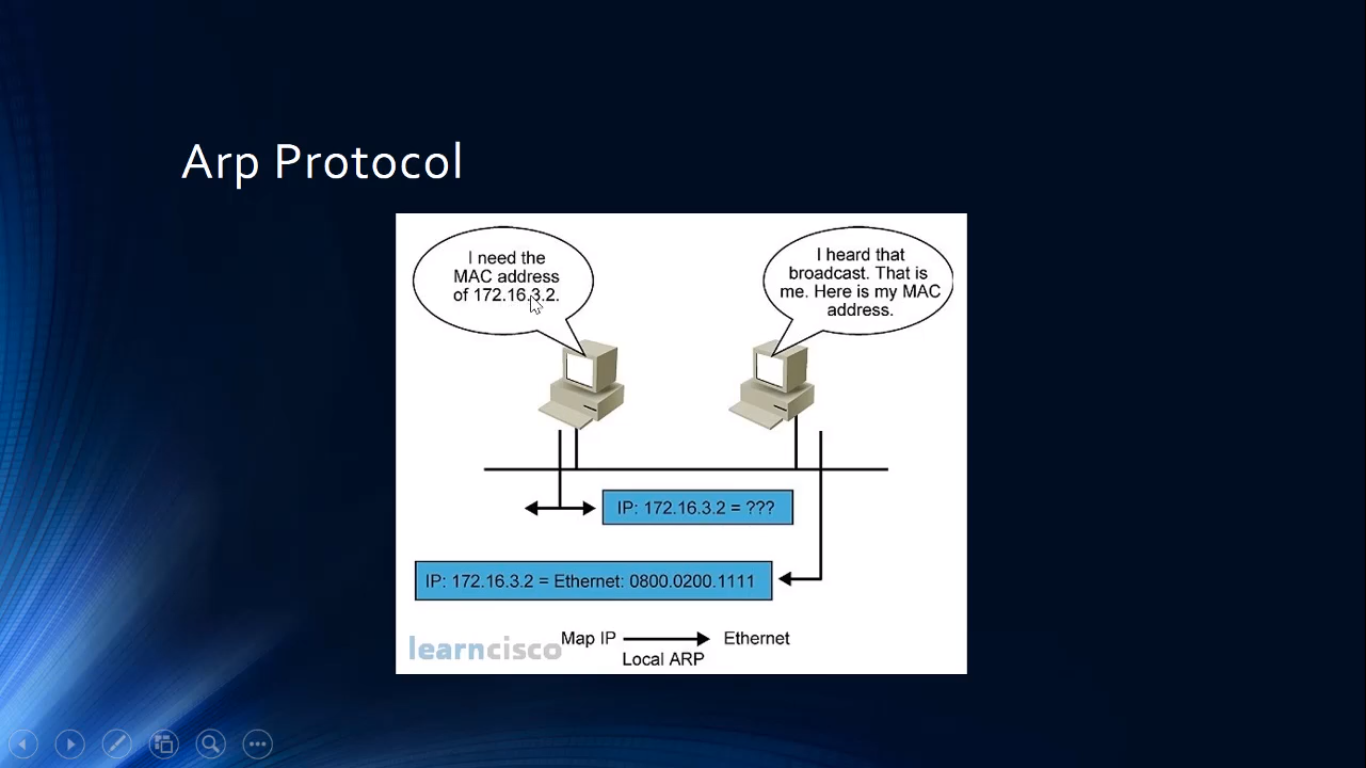 Arp Protocol
I need the
MAC address
of 172.16.3.2.
I heard that
broadcast. That is
me. Here is my MAC
address.
IP: 172.16.3.2 = ???
IP: 172.16.3.2 = Ethernet: 0800.0200.1111
learncisco
Map IP
Ethernet
Local ARP